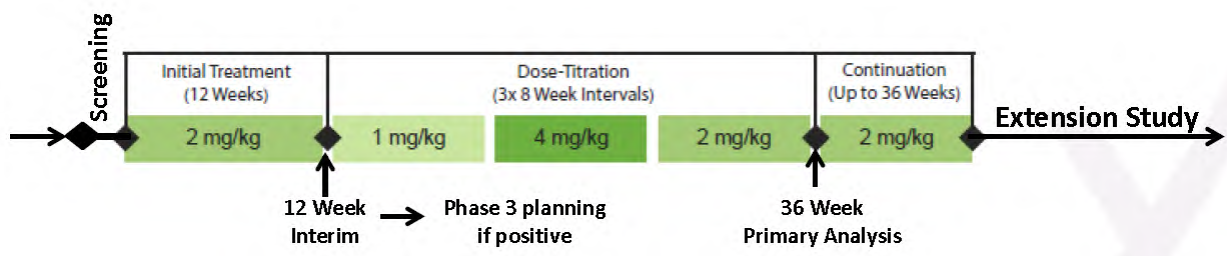 Screening
Initial Treatment
(12 Weeks)
Dose-Titration
(3x 8 Week Intervals)
Continuation
(Up to 36 Weeks)
2 mg/kg
1 mg/kg
4 mg/kg
2 mg/kg
2 mg/kg
Extension Study
12 Week
Interim
Phase 3 planning
if positive
36 Week
Primary Analysis